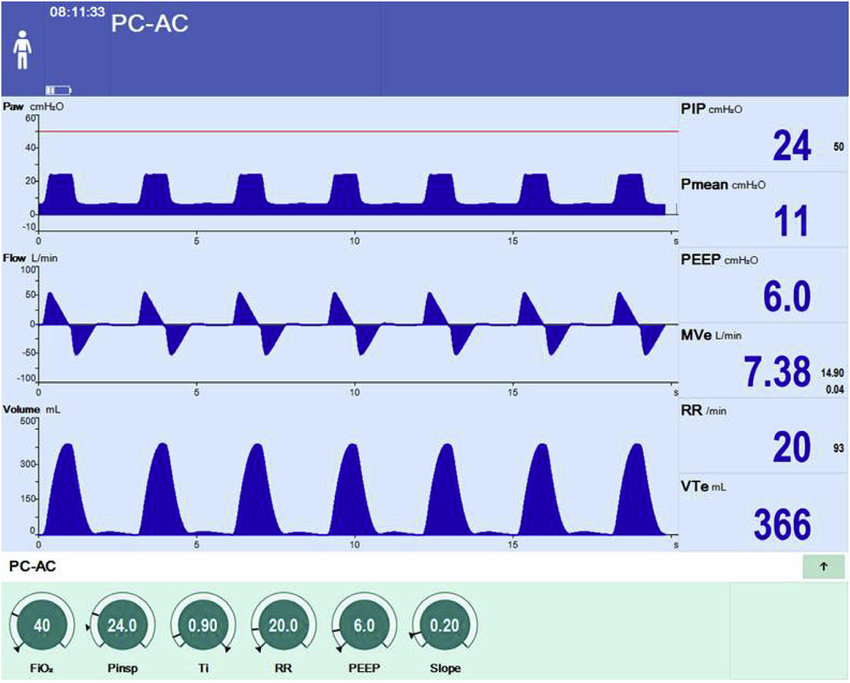 08:11:33
PC-AC
Paw cmH₂O
60
40
20
0
-10
0 5 10 15 s
Flow L/min
100
50
0
-50
-100
0 5 10 15 s
Volume mL
500
300
150
0
0 5 10 15 s
PIP cmH₂O
24 50
Pmean cmH₂O
11
PEEP cmH₂O
6.0
MVe L/min
7.38 14.90
0.04
RR /min
20 93
VTe mL
366
PC-AC ↑
40 24.0 0.90 20.0 6.0 0.20
FiO₂ Pinsp Ti RR PEEP Slope